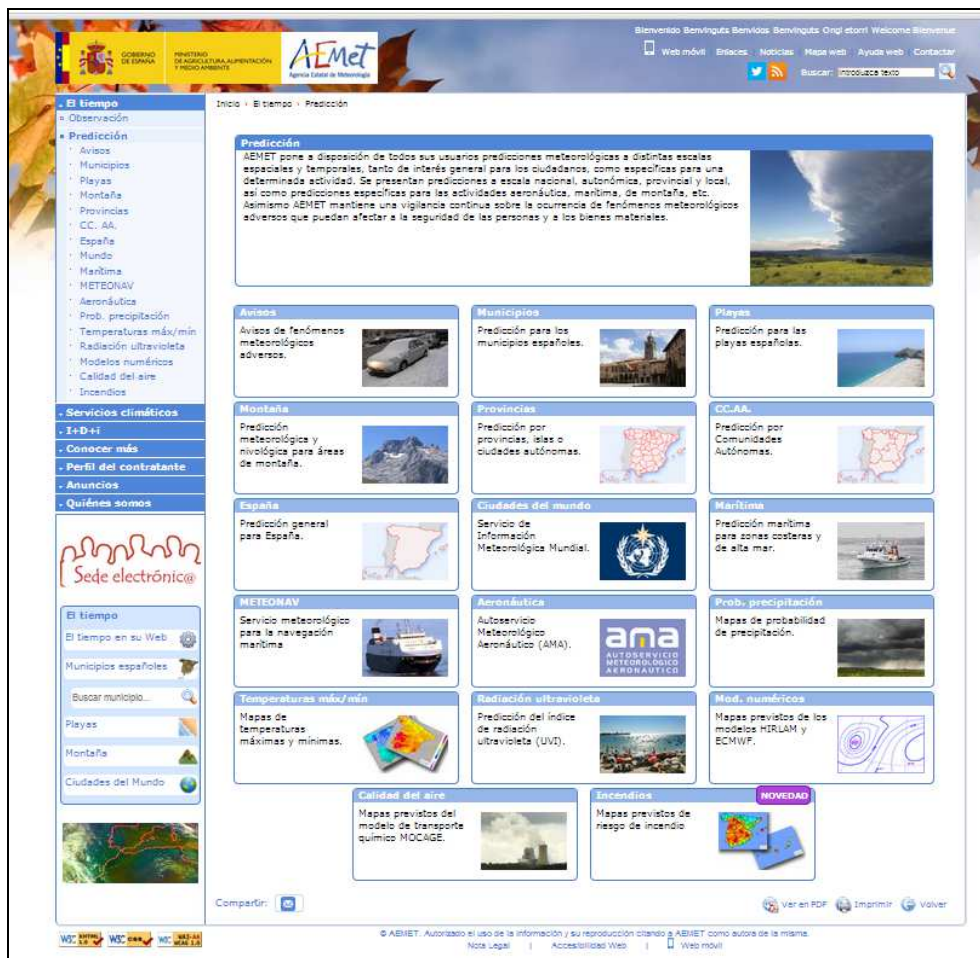 Bienvenido Benvinguts Benvidos Benvinguts Ongi etorri Welcome Bienvenue
GOBIERNO DE ESPAÑA
MINISTERIO DE AGRICULTURA, ALIMENTACIÓN Y MEDIO AMBIENTE
AEMet
Agencia Estatal de Meteorología
Web móvil Enlaces Noticias Mapa web Ayuda web Contactar
Buscar: Introduzca texto
El tiempo
Observación
Predicción
Avisos
Municipios
Playas
Montaña
Provincias
CC. AA.
España
Mundo
Marítima
METEONAV
Aeronáutica
Prob. precipitación
Temperaturas máx/mín
Radiación ultravioleta
Modelos numéricos
Calidad del aire
Incendios
Servicios climáticos
I+D+i
Conocer más
Perfil del contratante
Anuncios
Quiénes somos
Sede electrónic@
El tiempo
El tiempo en su Web
Municipios españoles
Buscar municipio...
Playas
Montaña
Ciudades del Mundo
Inicio › El tiempo › Predicción
Predicción
AEMET pone a disposición de todos sus usuarios predicciones meteorológicas a distintas escalas
espaciales y temporales, tanto de interés general para los ciudadanos, como específicas para una
determinada actividad. Se presentan predicciones a escala nacional, autonómica, provincial y local,
así como predicciones específicas para las actividades aeronáutica, marítima, de montaña, etc.
Asimismo AEMET mantiene una vigilancia continua sobre la ocurrencia de fenómenos meteorológicos
adversos que puedan afectar a la seguridad de las personas y a los bienes materiales.
Avisos
Avisos de fenómenos
meteorológicos
adversos.
Municipios
Predicción para los
municipios españoles.
Playas
Predicción para las
playas españolas.
Montaña
Predicción
meteorológica y
nivológica para áreas
de montaña.
Provincias
Predicción por
provincias, islas o
ciudades autónomas.
CC.AA.
Predicción por
Comunidades
Autónomas.
España
Predicción general
para España.
Ciudades del mundo
Servicio de
Información
Meteorológica Mundial.
Marítima
Predicción marítima
para zonas costeras y
de alta mar.
METEONAV
Servicio meteorológico
para la navegación
marítima
Aeronáutica
Autoservicio
Meteorológico
Aeronáutico (AMA).
ama
AUTOSERVICIO
METEOROLÓGICO
AERONÁUTICO
Prob. precipitación
Mapas de probabilidad
de precipitación.
Temperaturas máx/mín
Mapas de
temperaturas
máximas y mínimas.
Radiación ultravioleta
Predicción del índice
de radiación
ultravioleta (UVI).
Mod. numéricos
Mapas previstos de los
modelos HIRLAM y
ECMWF.
Calidad del aire
Mapas previstos del
modelo de transporte
químico MOCAGE.
Incendios
NOVEDAD
Mapas previstos de
riesgo de incendio
Compartir:
Ver en PDF Imprimir Volver
W3C XHTML 1.0 W3C css W3C WAI-AA WCAG 1.0
© AEMET. Autorizado el uso de la información y su reproducción citando a AEMET como autora de la misma.
Nota Legal | Accesibilidad Web | Web móvil